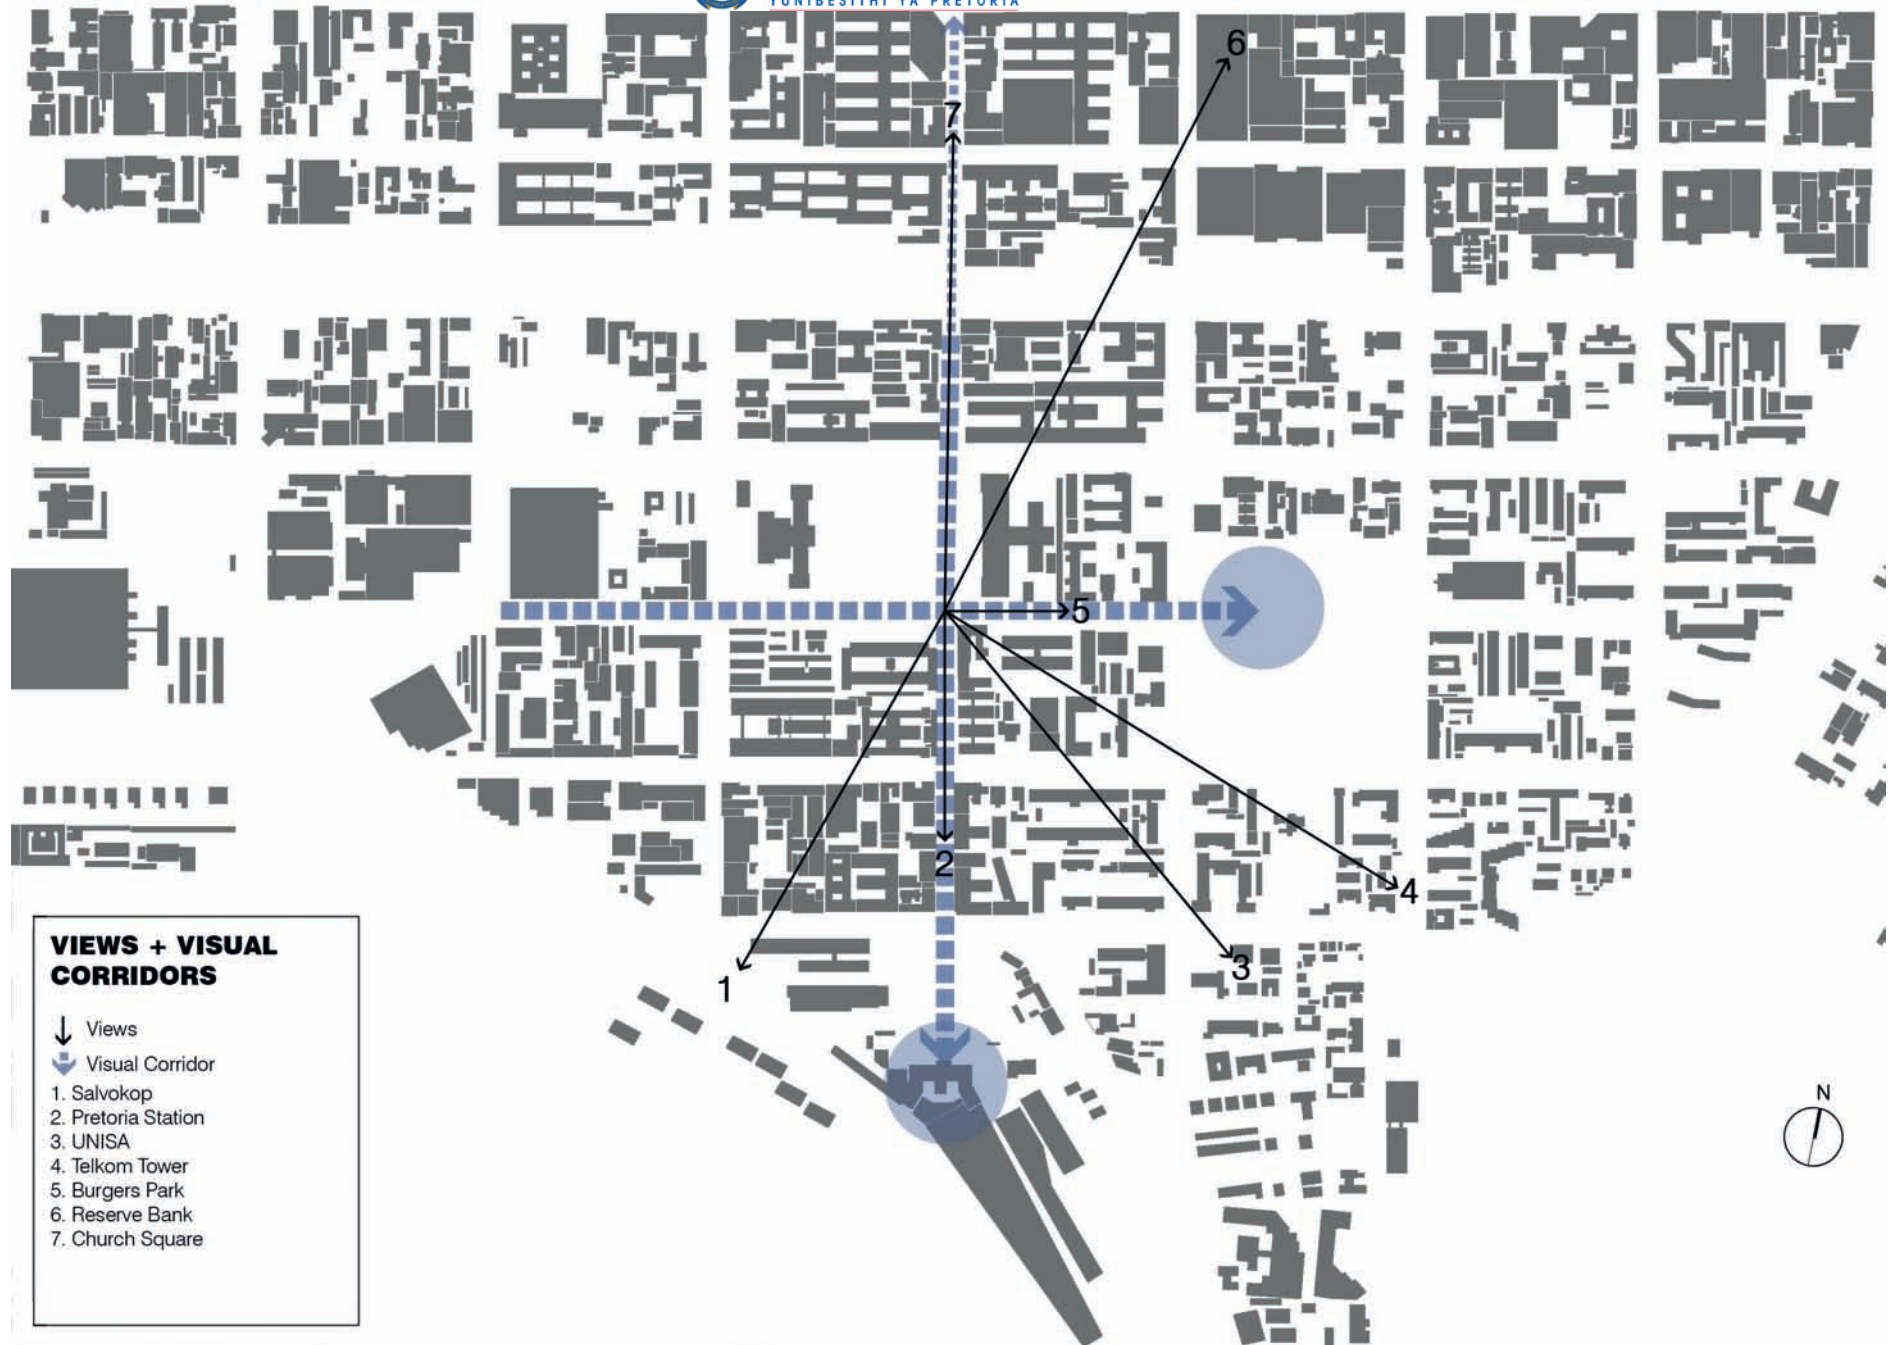 YUNIBESITHI YA PRETORIA
6
7
5
2
4
3
1
VIEWS + VISUAL
CORRIDORS
Views
Visual Corridor
1. Salvokop
2. Pretoria Station
3. UNISA
4. Telkom Tower
5. Burgers Park
6. Reserve Bank
7. Church Square
N